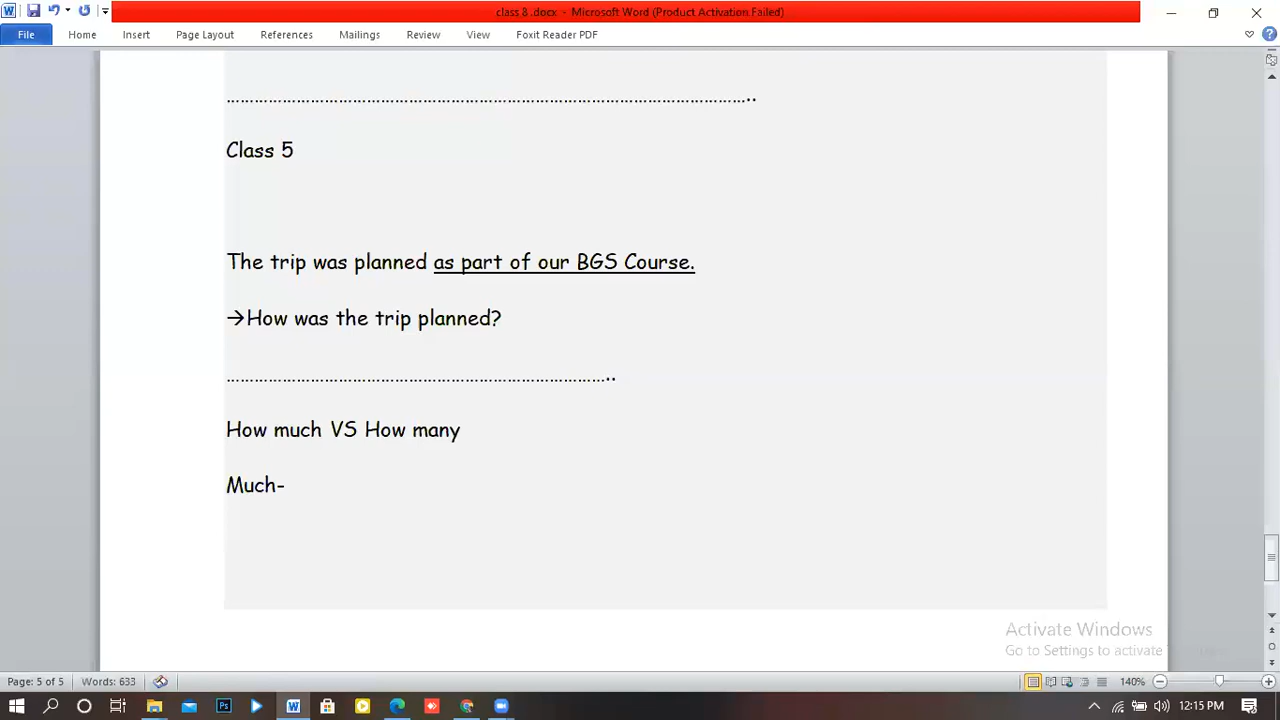 class 8 .docx - Microsoft Word (Product Activation Failed)
File Home Insert Page Layout References Mailings Review View Foxit Reader PDF
…………………………………………………………………………………………………..
Class 5
The trip was planned as part of our BGS Course.
→How was the trip planned?
………………………………………………………………………..
How much VS How many
Much-
Activate Windows
Go to Settings to activate
Page: 5 of 5 Words: 633 140%
12:15 PM